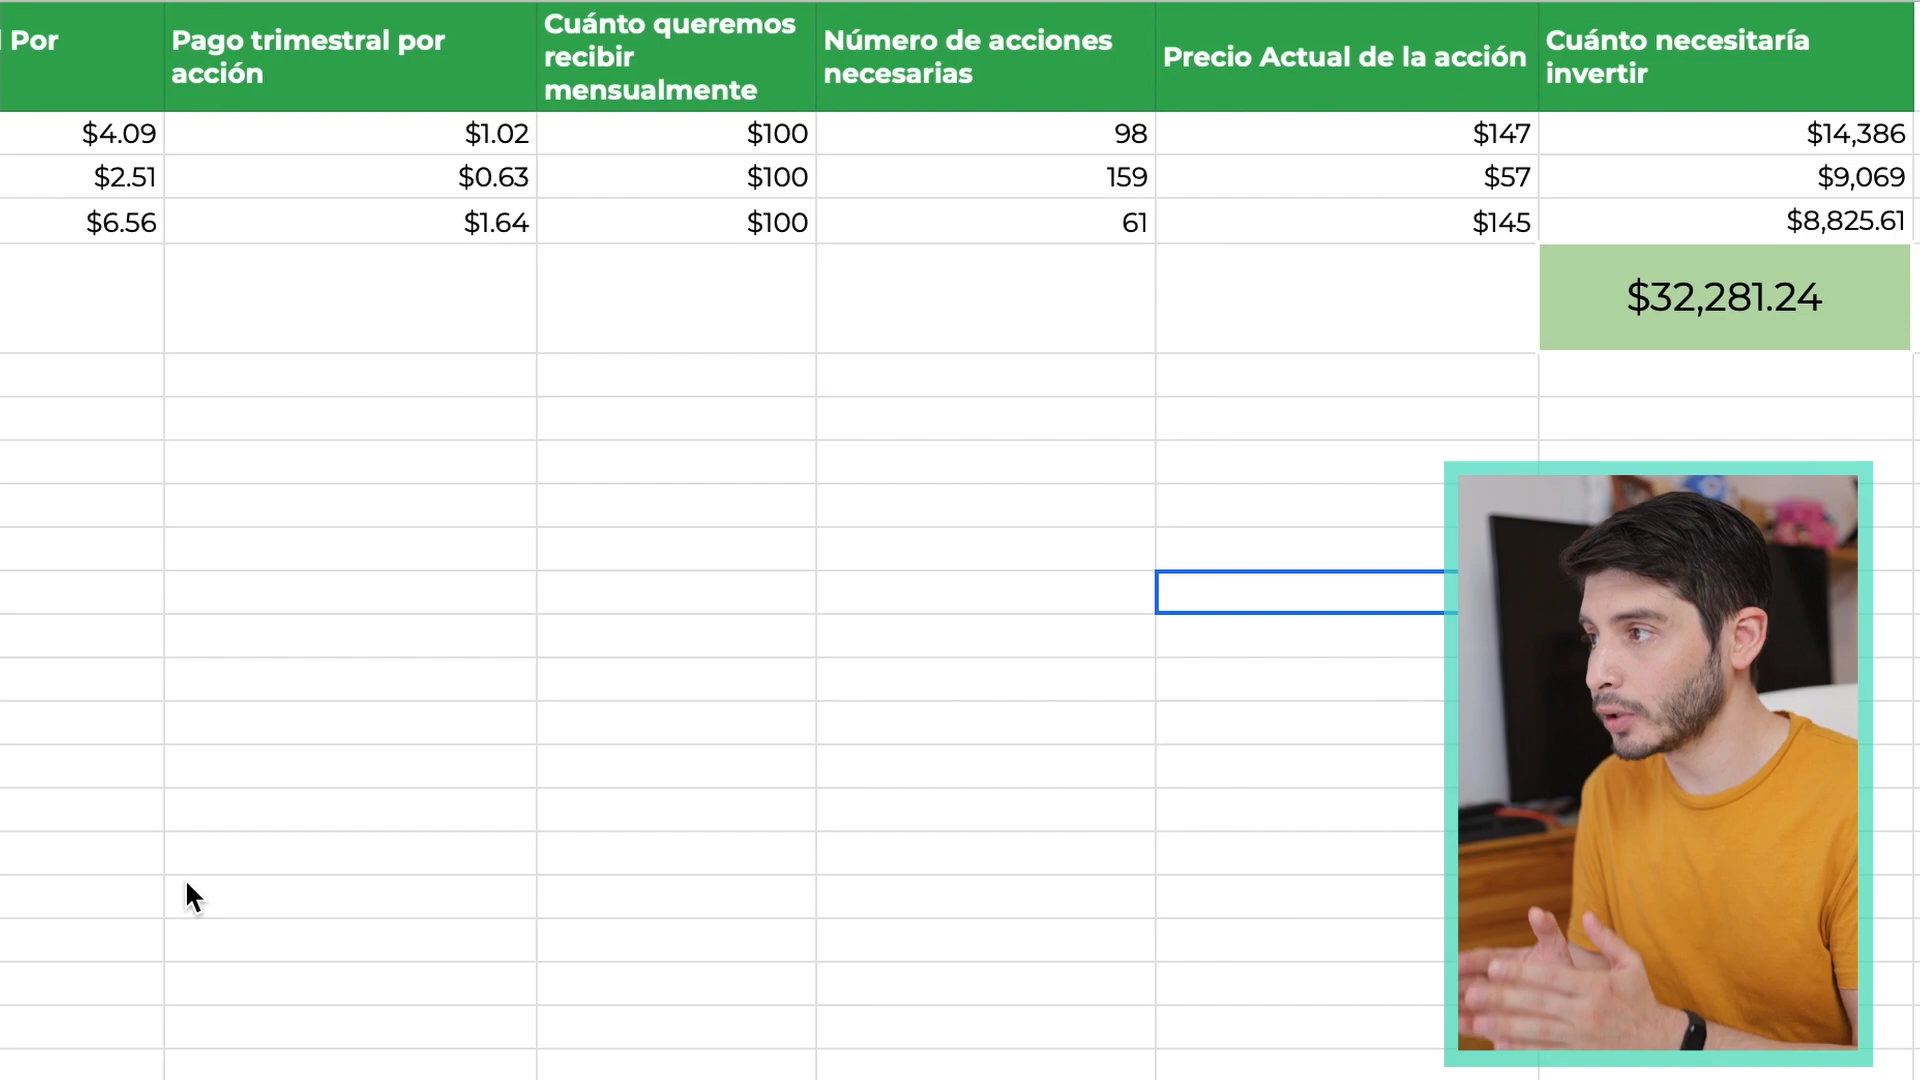 Por
Pago trimestral por
acción
Cuánto queremos
recibir
mensualmente
Número de acciones
necesarias
Precio Actual de la acción
Cuánto necesitaría
invertir
$4.09 $1.02 $100 98 $147 $14,386
$2.51 $0.63 $100 159 $57 $9,069
$6.56 $1.64 $100 61 $145 $8,825.61
$32,281.24